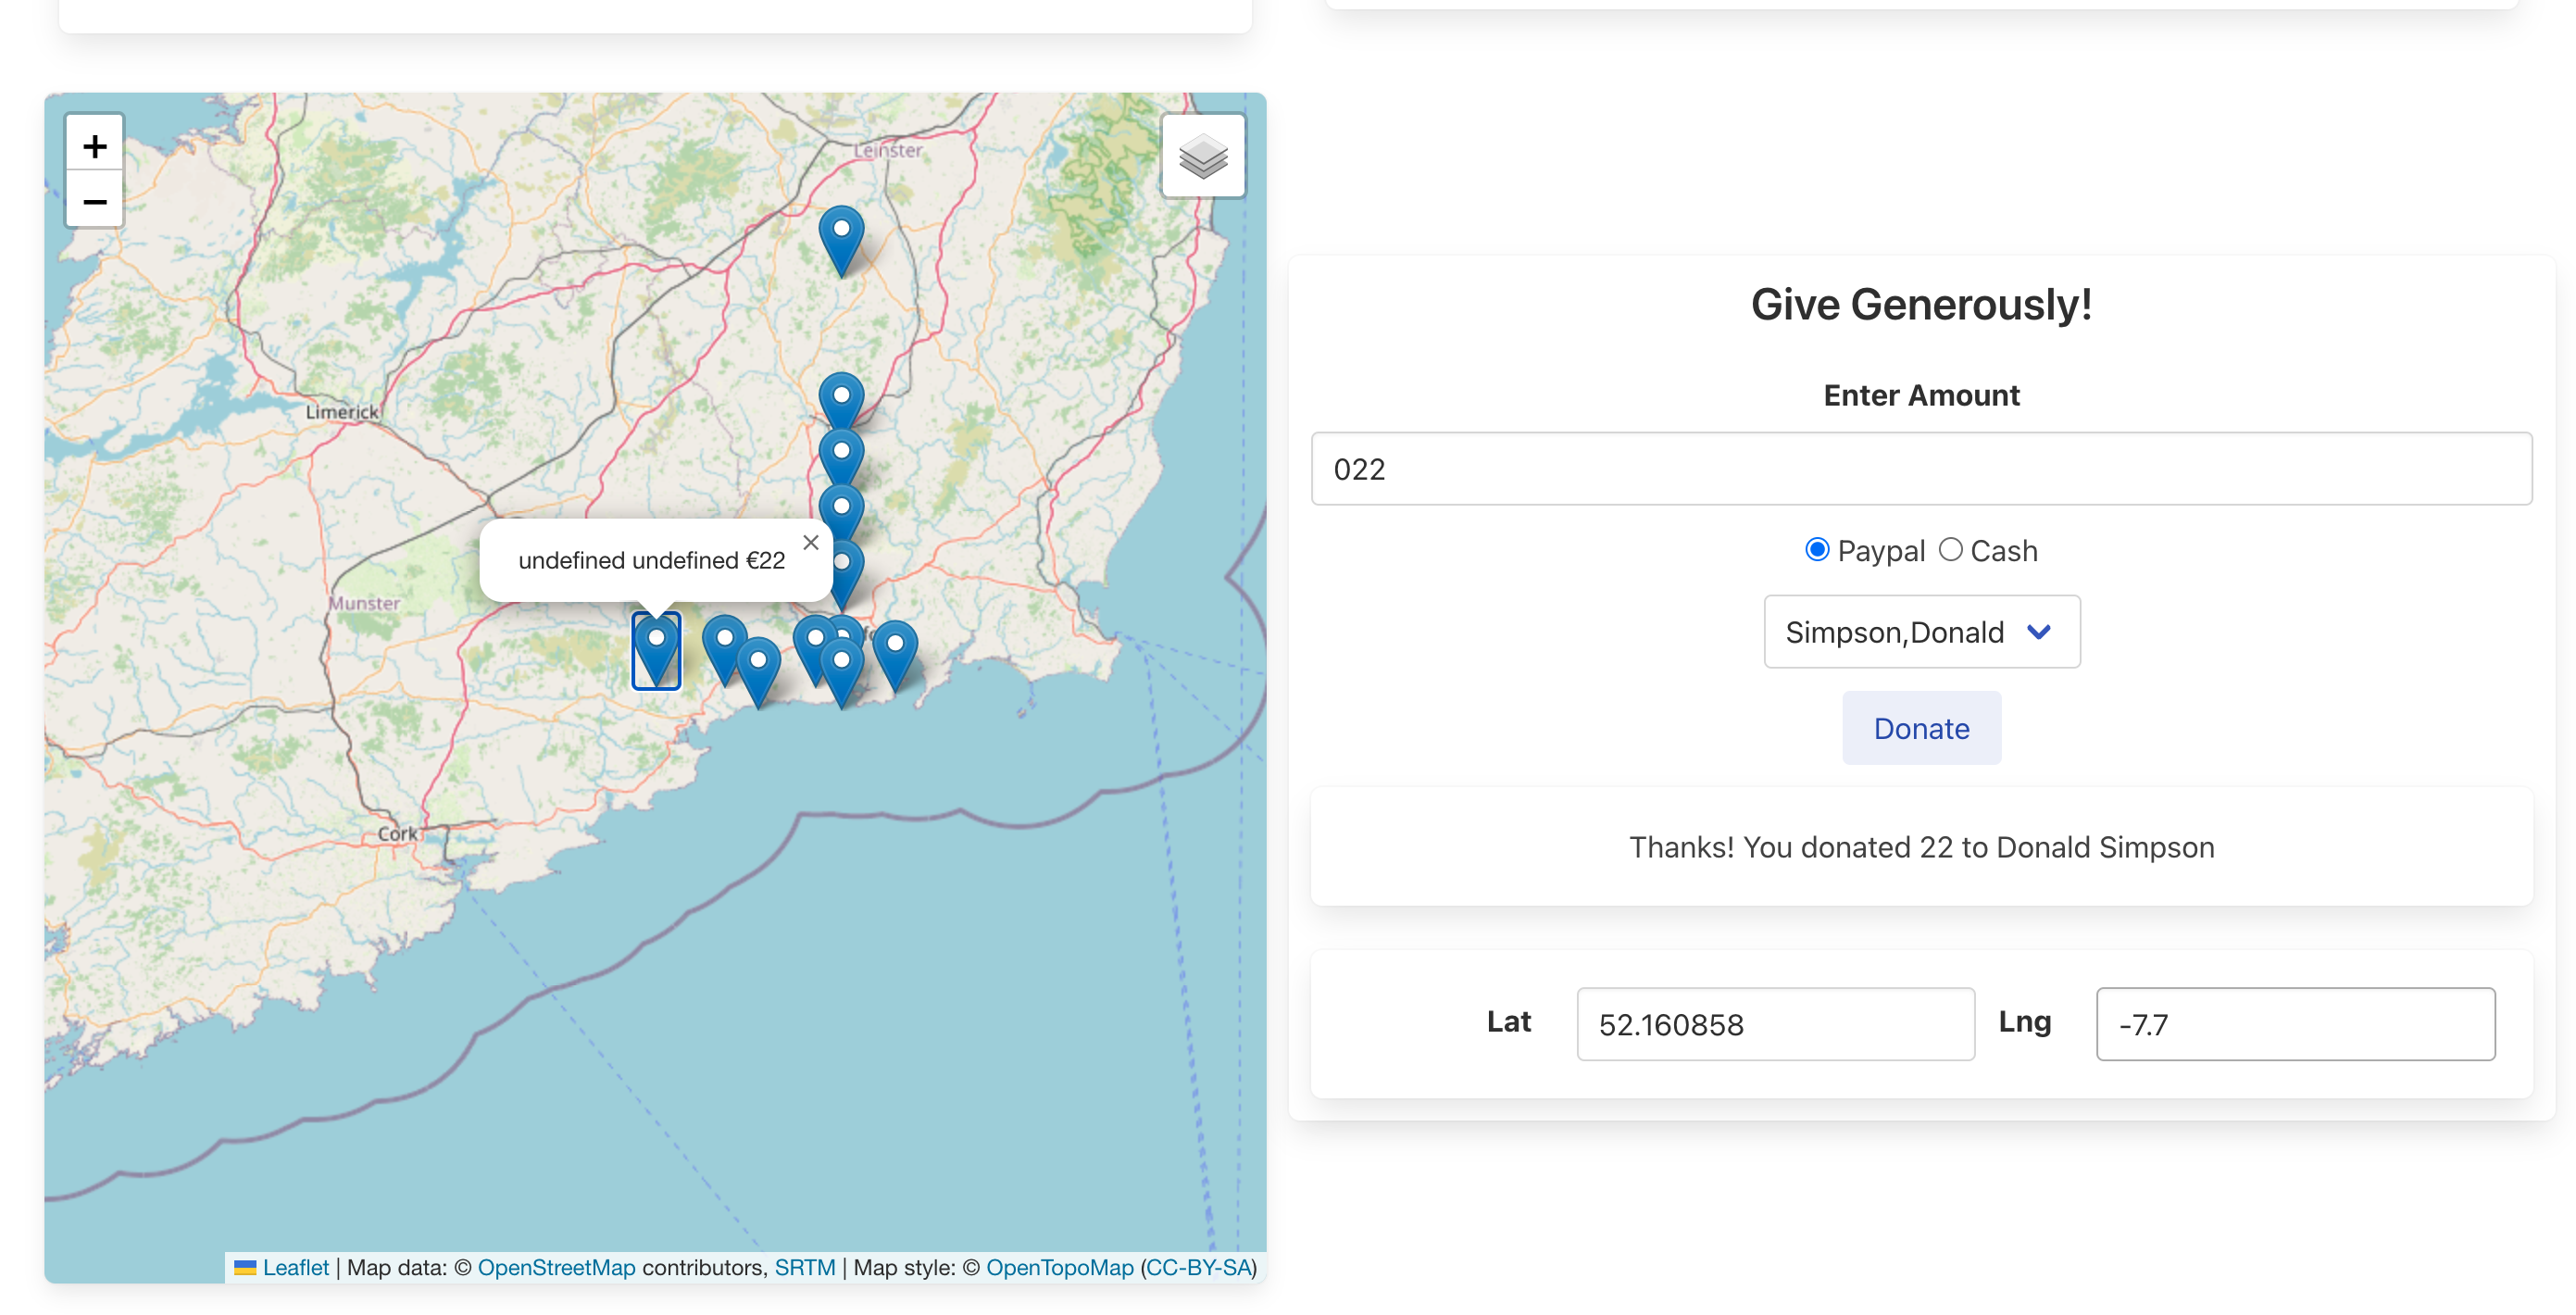 +
−
Leinster
Limerick
undefined undefined €22
×
Munster
Cork
Leaflet | Map data: © OpenStreetMap contributors, SRTM | Map style: © OpenTopoMap (CC-BY-SA)
Give Generously!
Enter Amount
022
Paypal Cash
Simpson,Donald
Donate
Thanks! You donated 22 to Donald Simpson
Lat 52.160858 Lng -7.7